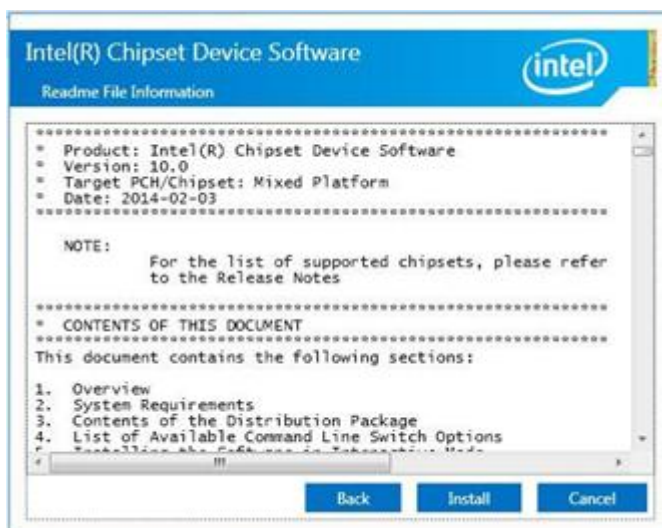 Intel(R) Chipset Device Software
intel
Readme File Information
************************************************************
* Product: Intel(R) Chipset Device Software
* Version: 10.0
* Target PCH/Chipset: Mixed Platform
* Date: 2014-02-03
************************************************************
NOTE:
For the list of supported chipsets, please refer
to the Release Notes
************************************************************
* CONTENTS OF THIS DOCUMENT
************************************************************
This document contains the following sections:
1. Overview
2. System Requirements
3. Contents of the Distribution Package
4. List of Available Command Line Switch Options
Back Install Cancel